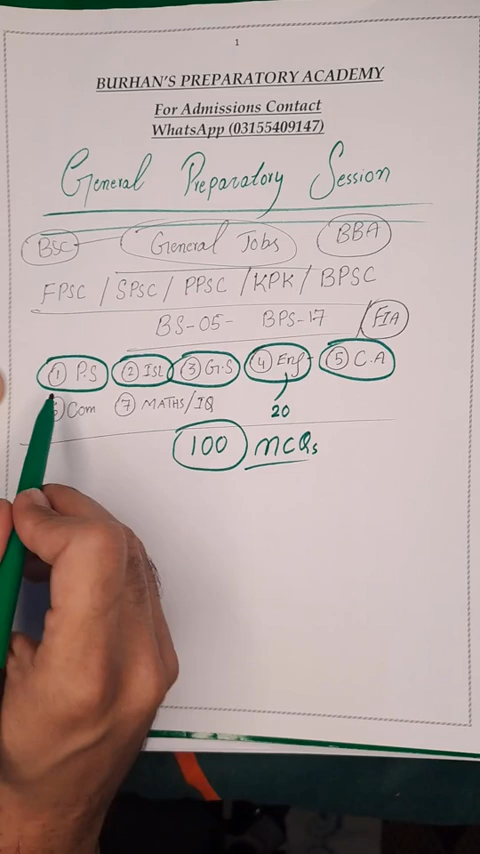 1
BURHAN'S PREPARATORY ACADEMY
For Admissions Contact
WhatsApp (03155409147)
General Preparatory Session
BSC General Jobs BBA
FPSC / SPSC / PPSC / KPK / BPSC
BS-05- BPS-17 FIA
1 P.S 2 ISL 3 G.S 4 Eng 5 C.A
6 Com 7 MATHS/IQ 20
100 MCQs